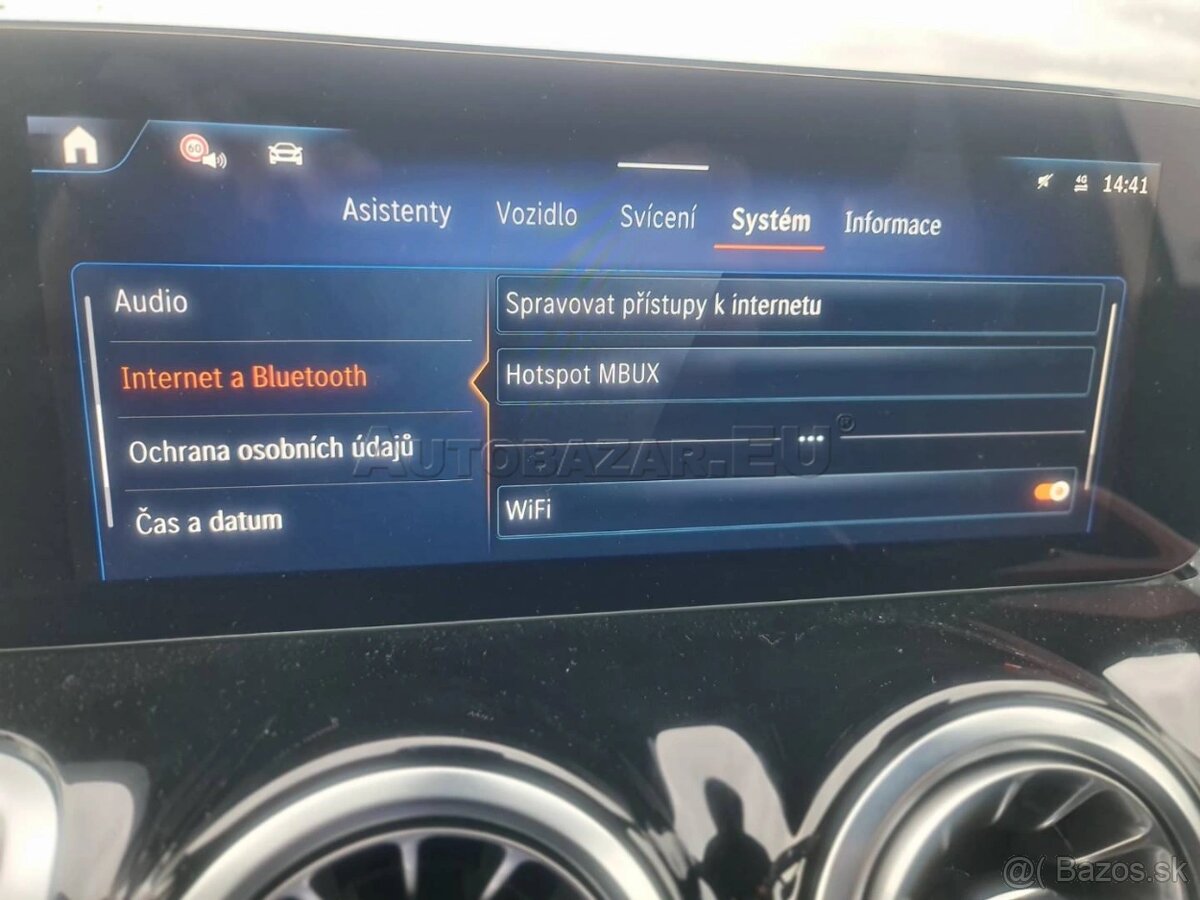 60
4G
14:41
Asistenty Vozidlo Svícení Systém Informace
Audio
Internet a Bluetooth
Ochrana osobních údajů
Čas a datum
Spravovat přístupy k internetu
Hotspot MBUX
...
WiFi
AUTOBAZAR.EU®
@( Bazos.sk